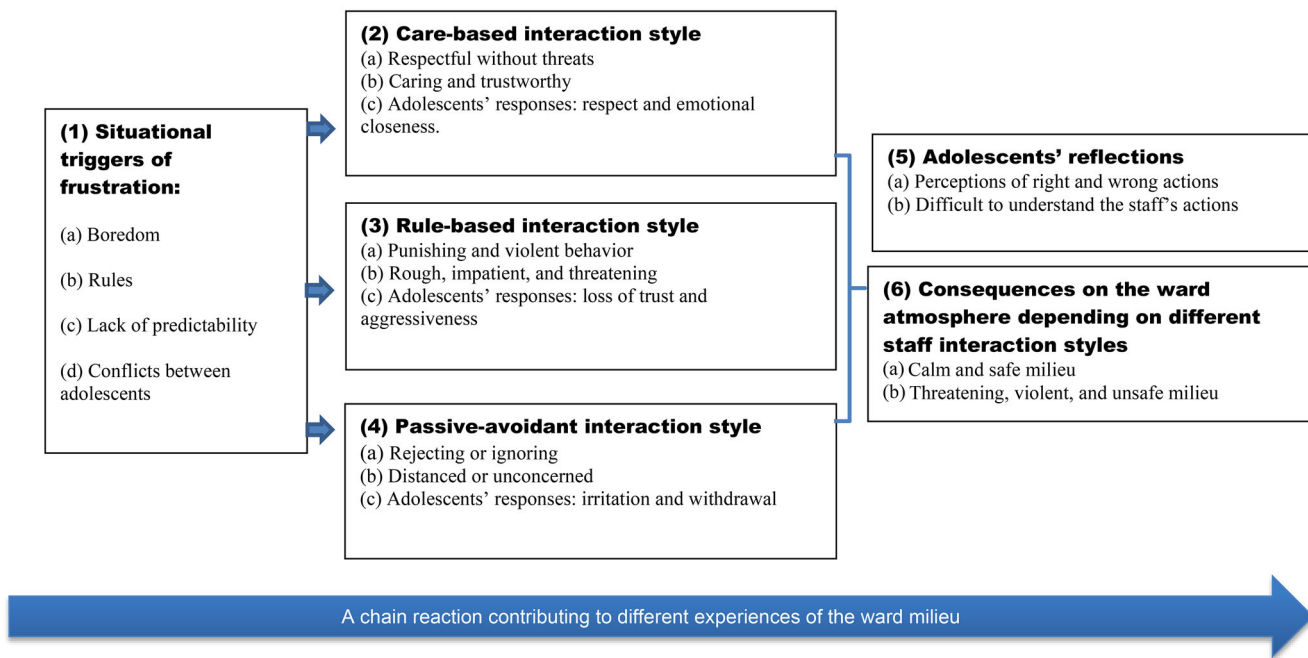 (1) Situational
triggers of
frustration:
(a) Boredom
(b) Rules
(c) Lack of predictability
(d) Conflicts between
adolescents
(2) Care-based interaction style
(a) Respectful without threats
(b) Caring and trustworthy
(c) Adolescents’ responses: respect and emotional
closeness.
(3) Rule-based interaction style
(a) Punishing and violent behavior
(b) Rough, impatient, and threatening
(c) Adolescents’ responses: loss of trust and
aggressiveness
(4) Passive-avoidant interaction style
(a) Rejecting or ignoring
(b) Distanced or unconcerned
(c) Adolescents’ responses: irritation and withdrawal
(5) Adolescents’ reflections
(a) Perceptions of right and wrong actions
(b) Difficult to understand the staff’s actions
(6) Consequences on the ward
atmosphere depending on different
staff interaction styles
(a) Calm and safe milieu
(b) Threatening, violent, and unsafe milieu
A chain reaction contributing to different experiences of the ward milieu